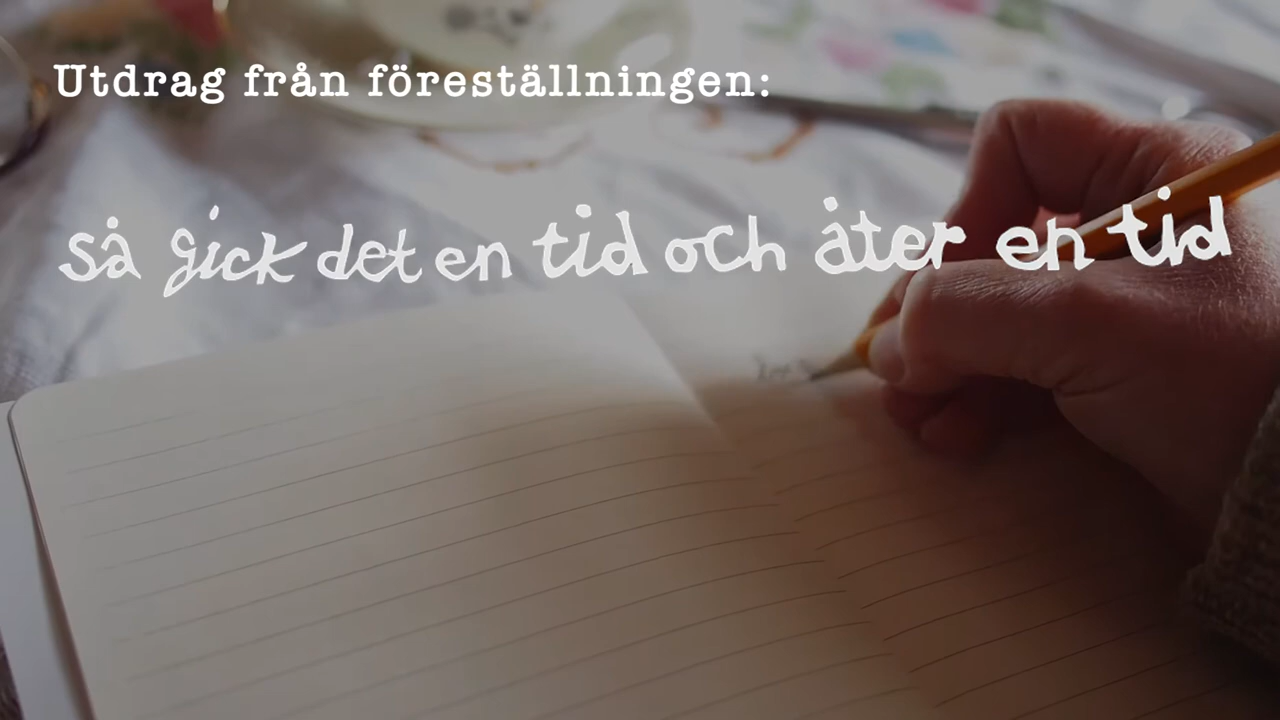 Utdrag från föreställningen:
så gick det en tid och åter en tid